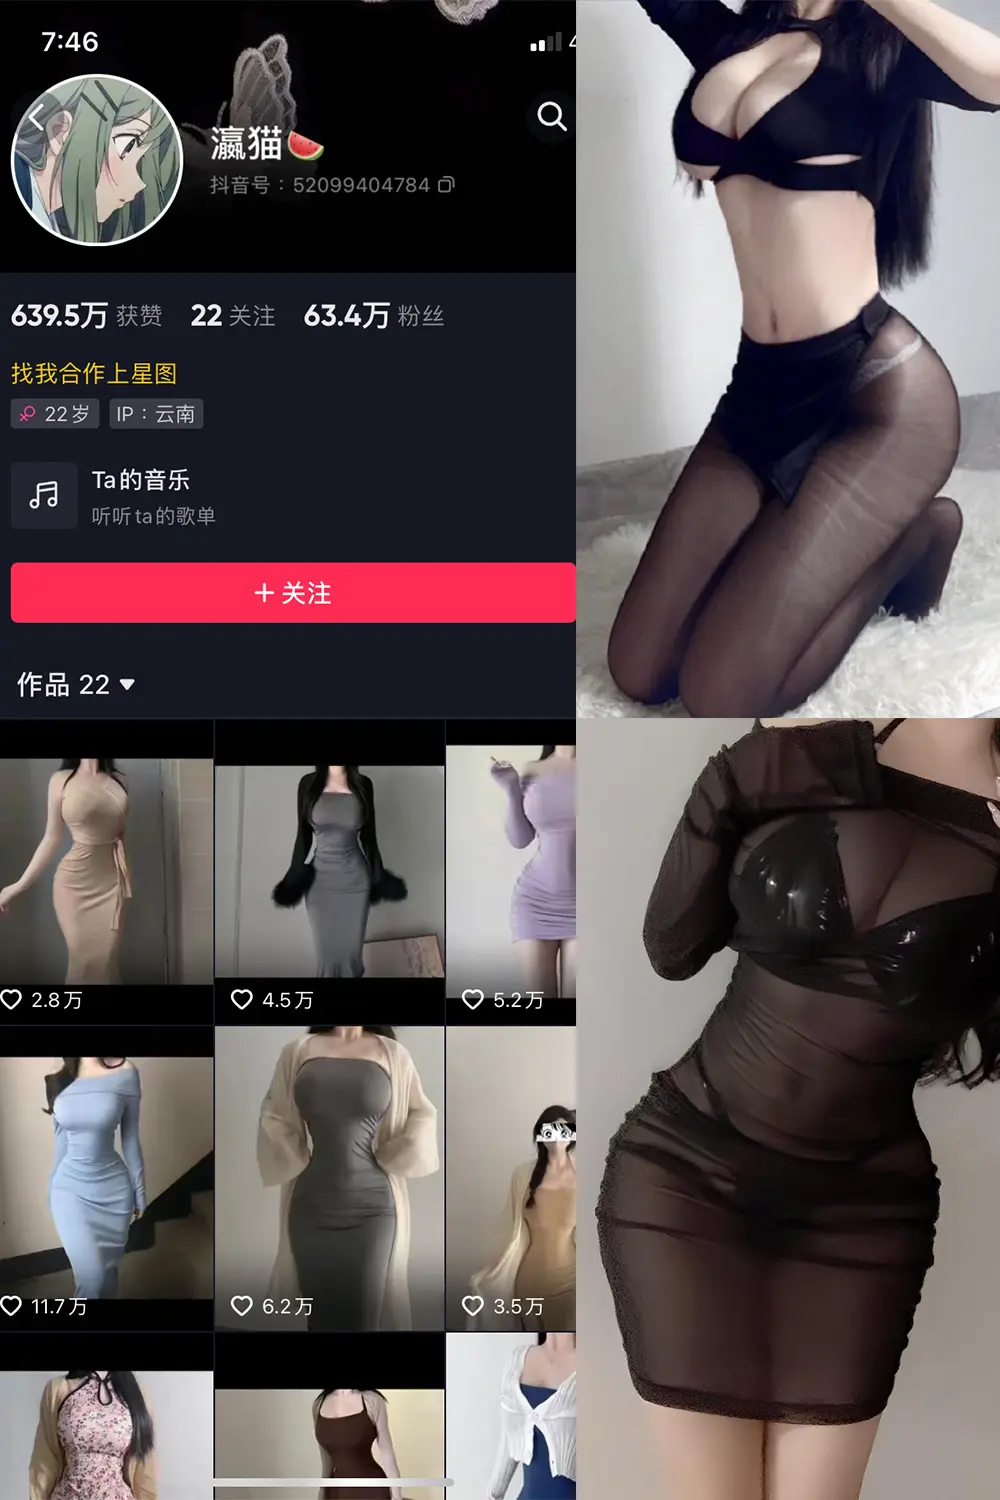 7:46
4
瀛猫🍉
抖音号：52099404784
639.5万 获赞 22 关注 63.4万 粉丝
找我合作上星图
22岁 IP：云南
Ta的音乐
听听ta的歌单
+ 关注
作品 22
2.8万 4.5万 5.2万
11.7万 6.2万 3.5万